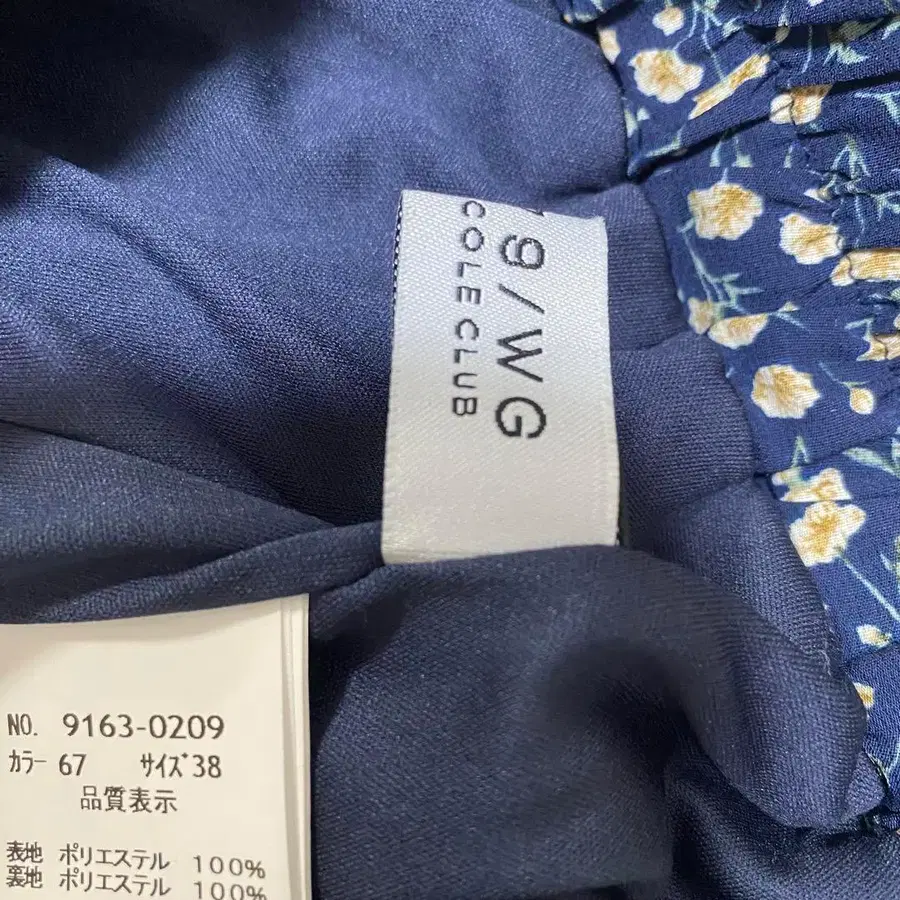 19/WG
COLE CLUB
NO. 9163-0209
カラー 67 サイズ 38
品質表示
表地 ポリエステル 100%
裏地 ポリエステル 100%